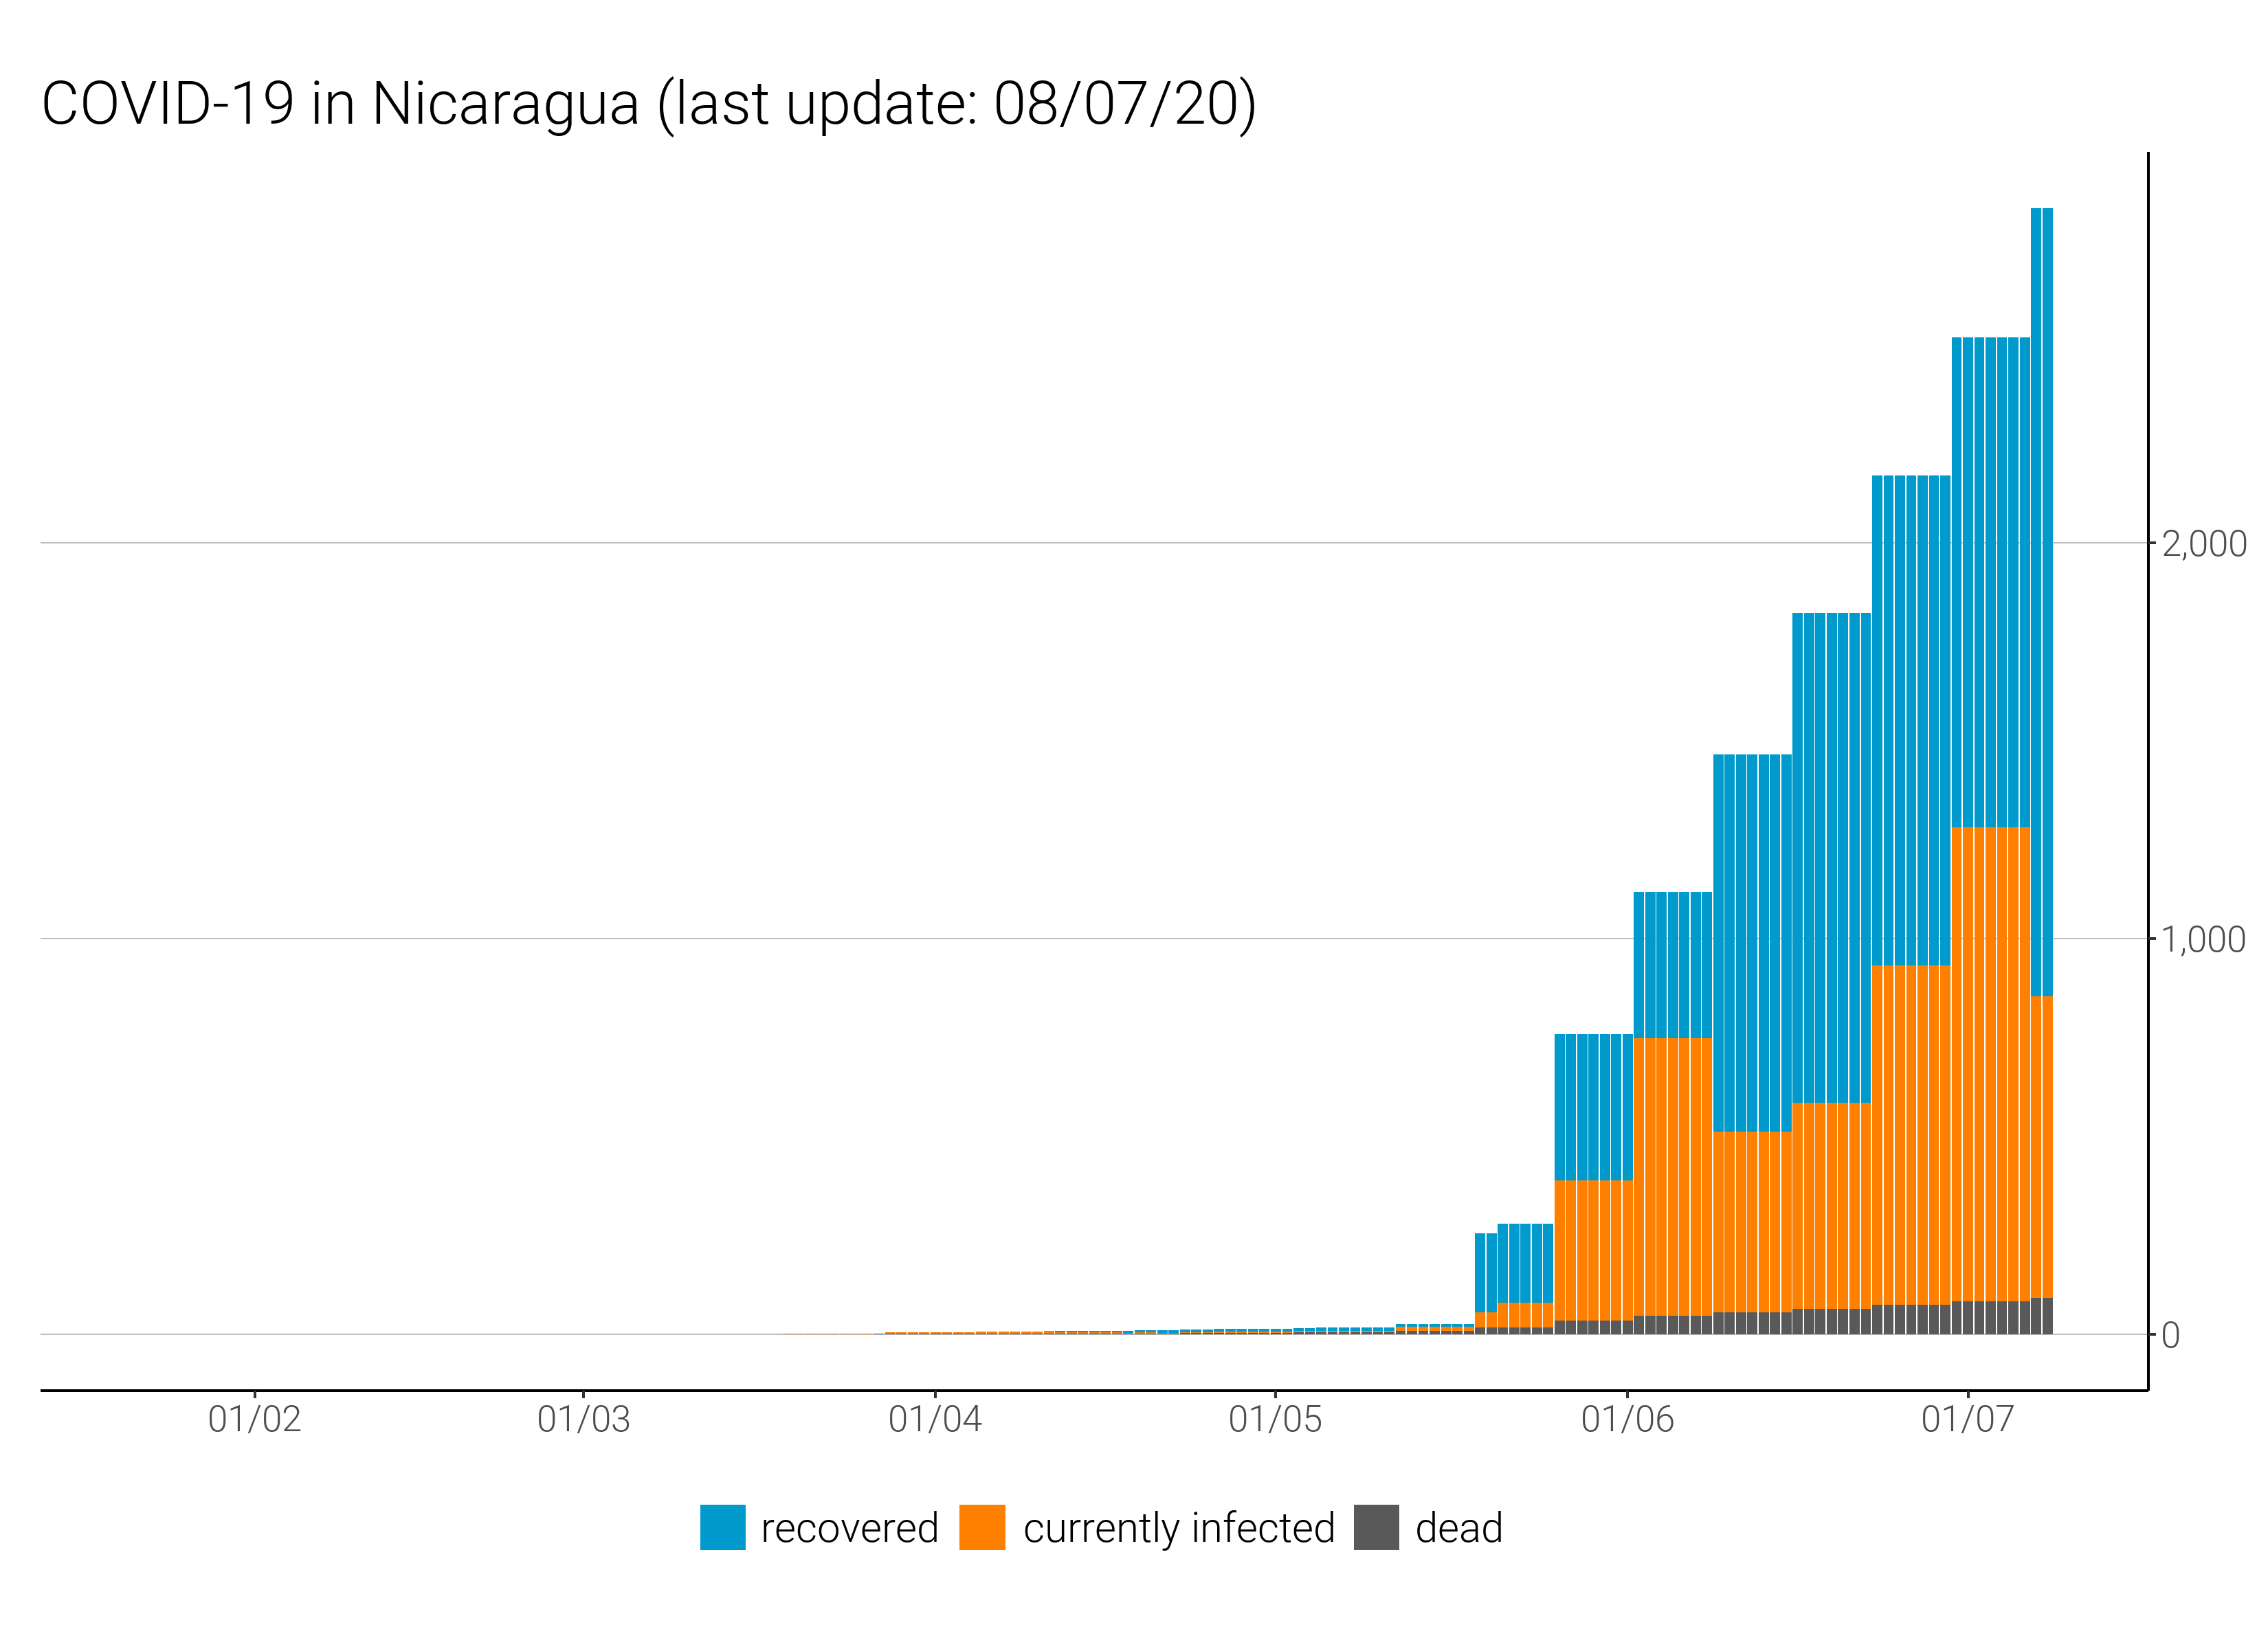 COVID-19 in Nicaragua (last update: 08/07/20)
2,000
1,000
0
01/02 01/03 01/04 01/05 01/06 01/07
recovered currently infected dead